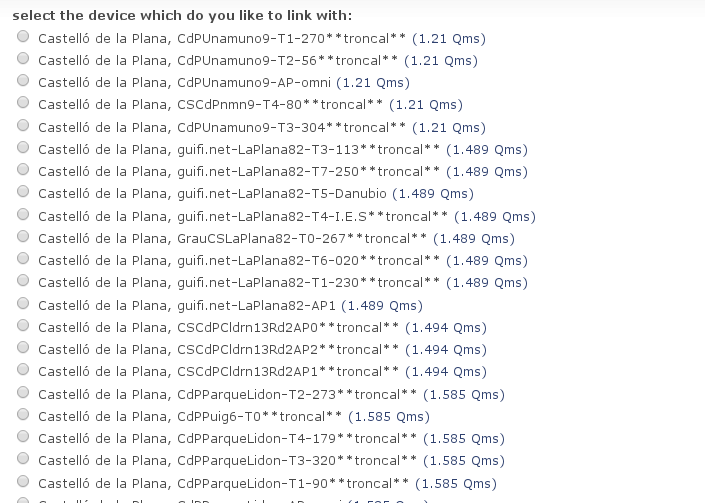 select the device which do you like to link with:
Castelló de la Plana, CdPUnamuno9-T1-270**troncal** (1.21 Qms)
Castelló de la Plana, CdPUnamuno9-T2-56**troncal** (1.21 Qms)
Castelló de la Plana, CdPUnamuno9-AP-omni (1.21 Qms)
Castelló de la Plana, CSCdPnmn9-T4-80**troncal** (1.21 Qms)
Castelló de la Plana, CdPUnamuno9-T3-304**troncal** (1.21 Qms)
Castelló de la Plana, guifi.net-LaPlana82-T3-113**troncal** (1.489 Qms)
Castelló de la Plana, guifi.net-LaPlana82-T7-250**troncal** (1.489 Qms)
Castelló de la Plana, guifi.net-LaPlana82-T5-Danubio (1.489 Qms)
Castelló de la Plana, guifi.net-LaPlana82-T4-I.E.S**troncal** (1.489 Qms)
Castelló de la Plana, GrauCSLaPlana82-T0-267**troncal** (1.489 Qms)
Castelló de la Plana, guifi.net-LaPlana82-T6-020**troncal** (1.489 Qms)
Castelló de la Plana, guifi.net-LaPlana82-T1-230**troncal** (1.489 Qms)
Castelló de la Plana, guifi.net-LaPlana82-AP1 (1.489 Qms)
Castelló de la Plana, CSCdPCldrn13Rd2AP0**troncal** (1.494 Qms)
Castelló de la Plana, CSCdPCldrn13Rd2AP2**troncal** (1.494 Qms)
Castelló de la Plana, CSCdPCldrn13Rd2AP1**troncal** (1.494 Qms)
Castelló de la Plana, CdPParqueLidon-T2-273**troncal** (1.585 Qms)
Castelló de la Plana, CdPPuig6-T0**troncal** (1.585 Qms)
Castelló de la Plana, CdPParqueLidon-T4-179**troncal** (1.585 Qms)
Castelló de la Plana, CdPParqueLidon-T3-320**troncal** (1.585 Qms)
Castelló de la Plana, CdPParqueLidon-T1-90**troncal** (1.585 Qms)